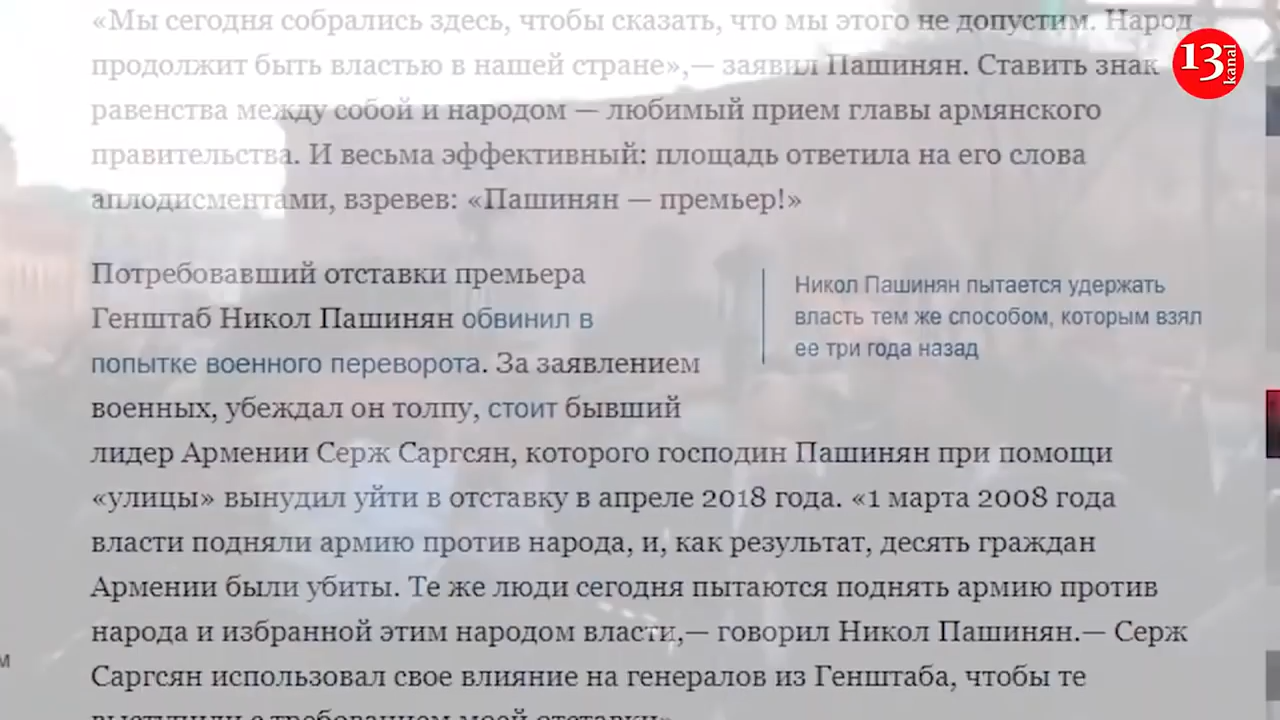 «Мы сегодня собрались здесь, чтобы сказать, что мы этого не допустим. Народ
продолжит быть властью в нашей стране»,— заявил Пашинян. Ставить знак
равенства между собой и народом — любимый прием главы армянского
правительства. И весьма эффективный: площадь ответила на его слова
аплодисментами, взревев: «Пашинян — премьер!»
13 kanal
Потребовавший отставки премьера
Генштаб Никол Пашинян обвинил в
попытке военного переворота. За заявлением
военных, убеждал он толпу, стоит бывший
лидер Армении Серж Саргсян, которого господин Пашинян при помощи
«улицы» вынудил уйти в отставку в апреле 2018 года. «1 марта 2008 года
власти подняли армию против народа, и, как результат, десять граждан
Армении были убиты. Те же люди сегодня пытаются поднять армию против
народа и избранной этим народом власти,— говорил Никол Пашинян.— Серж
Саргсян использовал свое влияние на генералов из Генштаба, чтобы те
выступили с требованием моей отставки»
Никол Пашинян пытается удержать
власть тем же способом, которым взял
ее три года назад
м